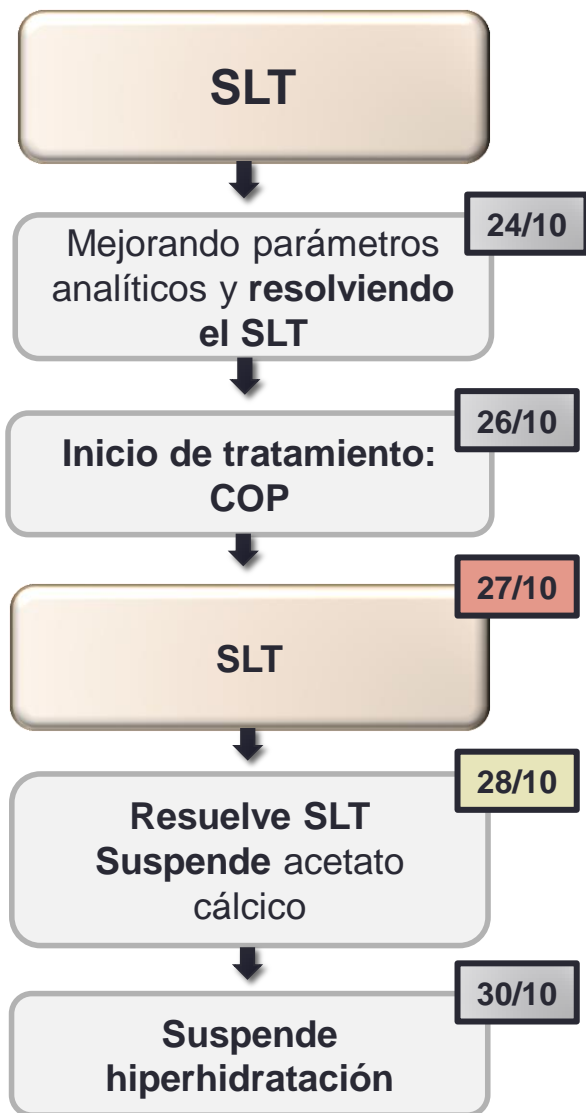 SLT
24/10
Mejorando parámetros
analíticos y resolviendo
el SLT
26/10
Inicio de tratamiento:
COP
27/10
SLT
28/10
Resuelve SLT
Suspende acetato
cálcico
30/10
Suspende
hiperhidratación